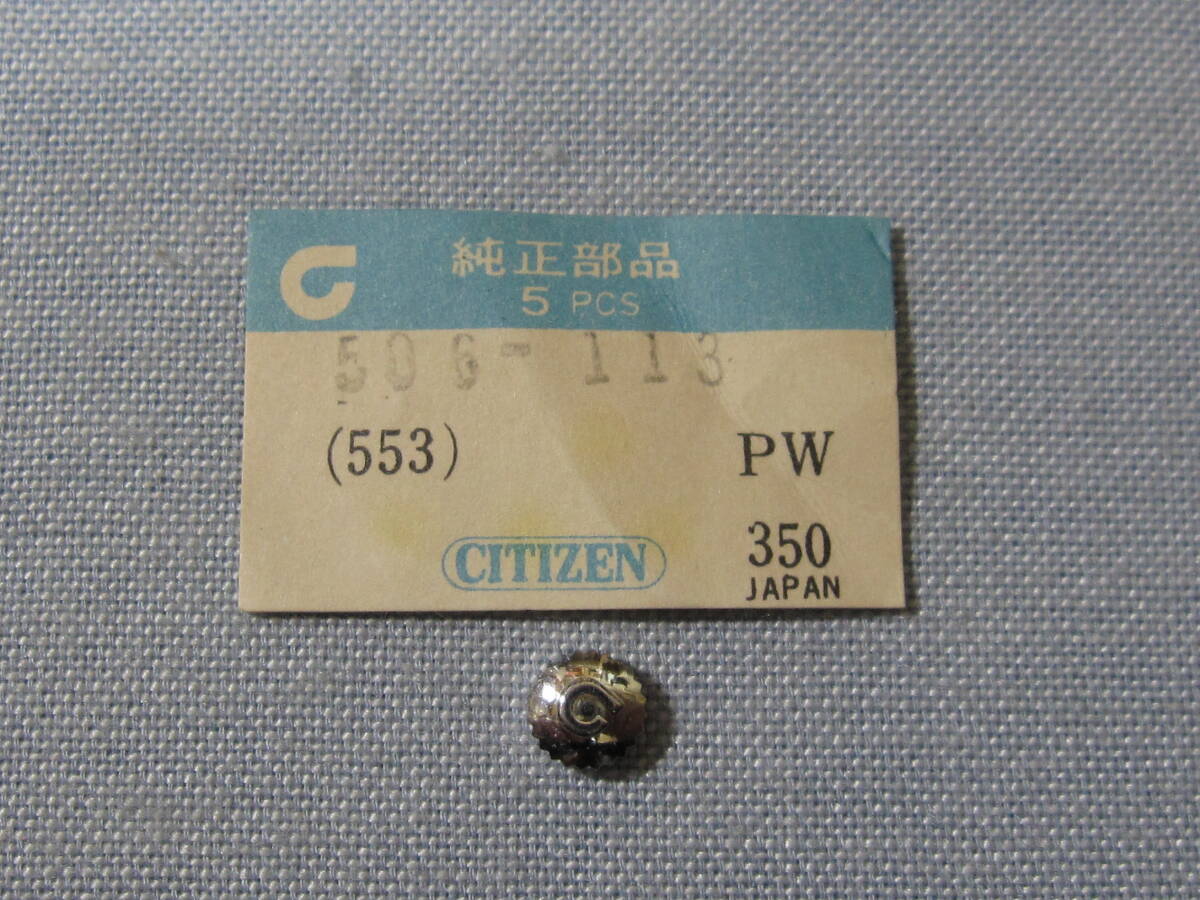 純正部品
5 PCS
506-113
(553) PW
CITIZEN
350
JAPAN